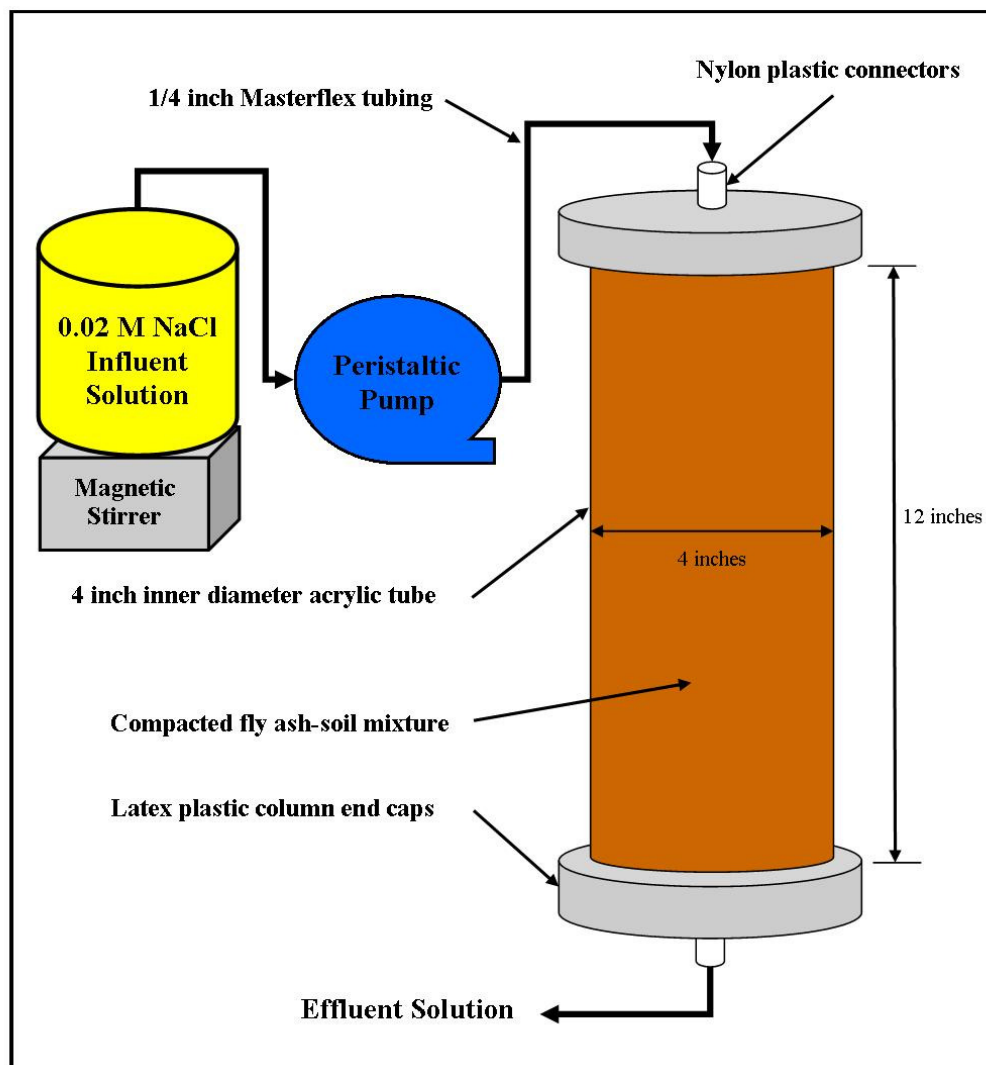 Nylon plastic connectors
1/4 inch Masterflex tubing
0.02 M NaCl
Influent
Solution
Peristaltic
Pump
Magnetic
Stirrer
12 inches
4 inches
4 inch inner diameter acrylic tube
Compacted fly ash-soil mixture
Latex plastic column end caps
Effluent Solution